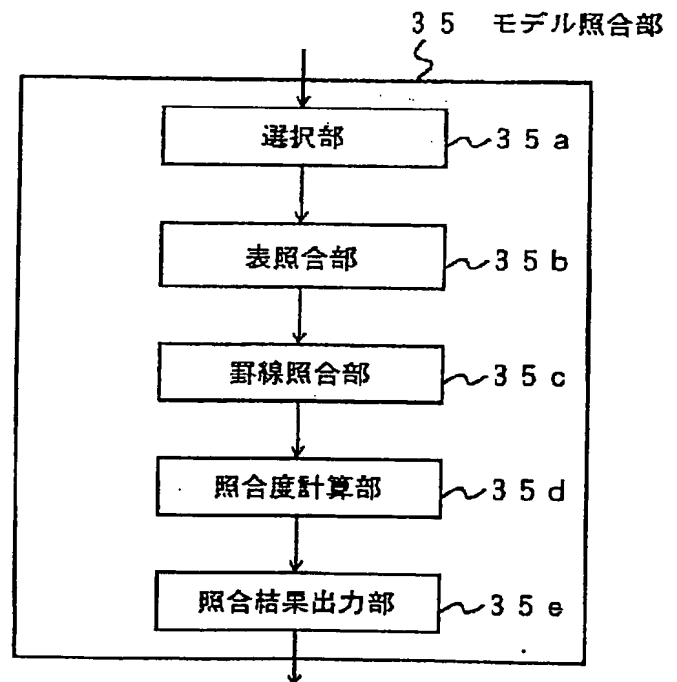 35 モデル照合部
選択部 35a
表照合部 35b
罫線照合部 35c
照合度計算部 35d
照合結果出力部 35e